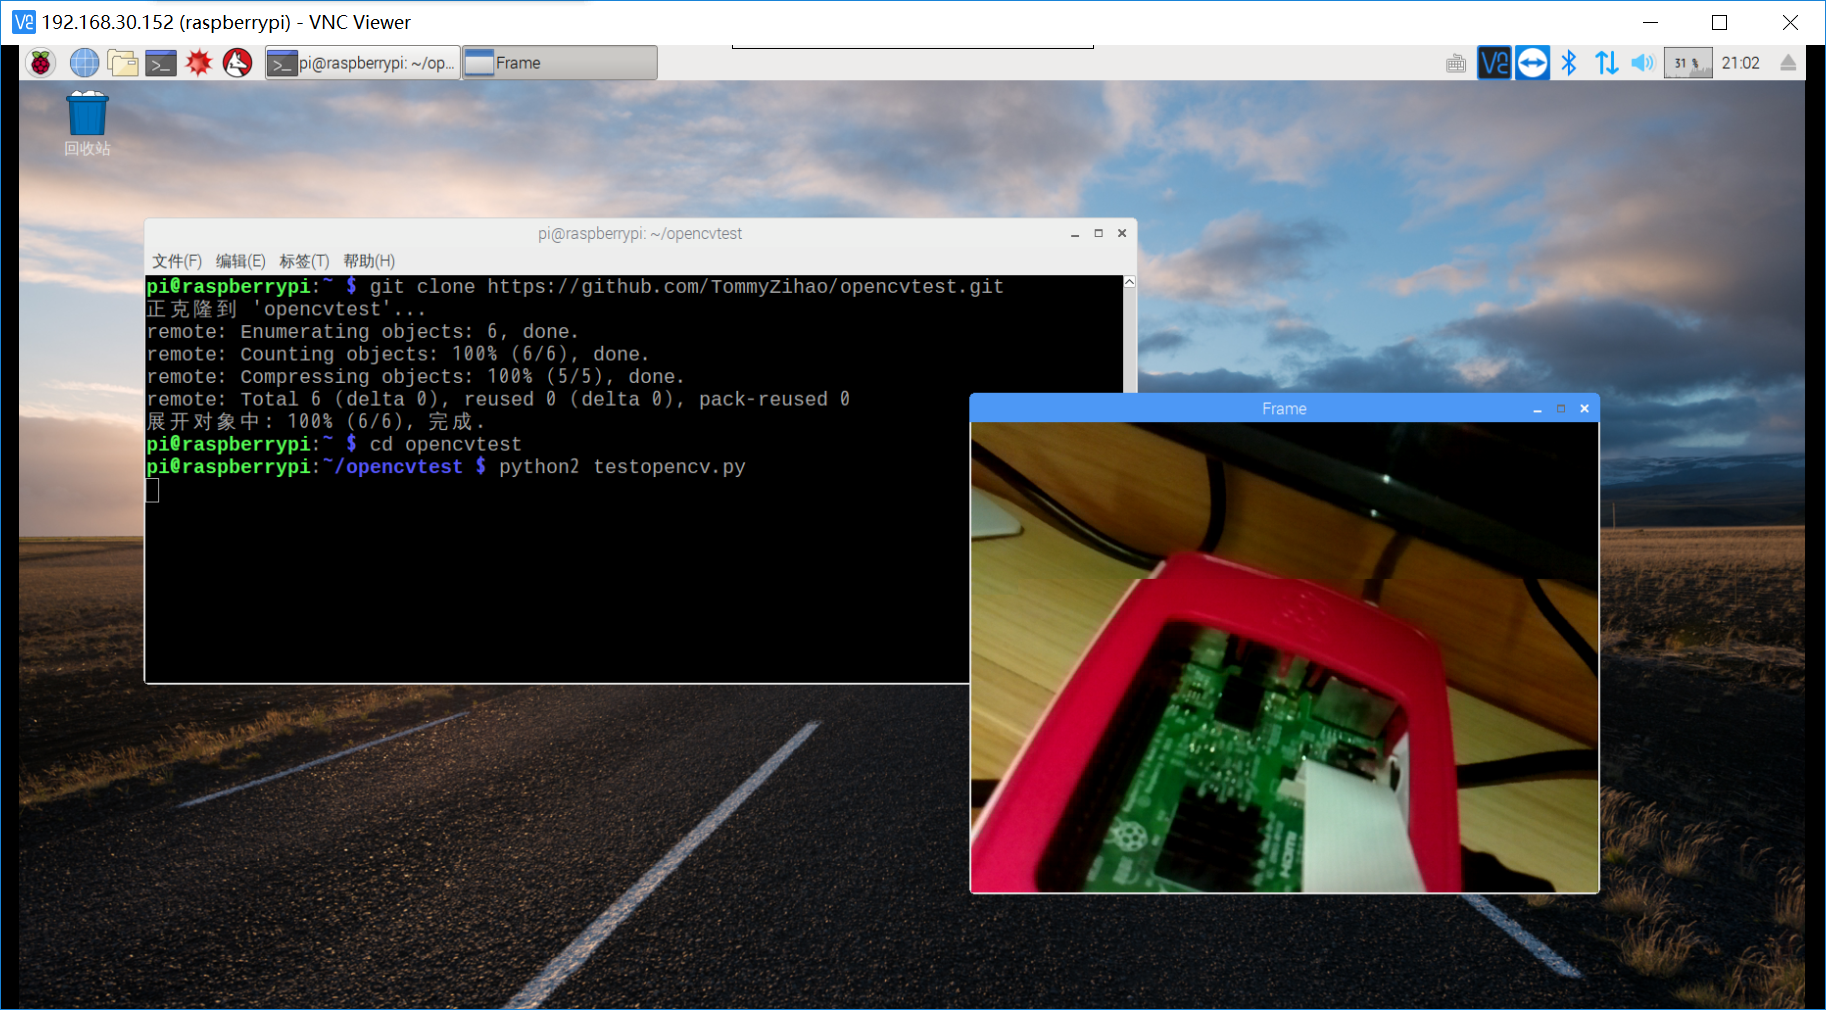 192.168.30.152 (raspberrypi) - VNC Viewer
pi@raspberrypi: ~/op...
Frame
31 %
21:02
回收站
pi@raspberrypi: ~/opencvtest
文件(F) 编辑(E) 标签(T) 帮助(H)
pi@raspberrypi:~ $ git clone https://github.com/TommyZihao/opencvtest.git
正克隆到 'opencvtest'...
remote: Enumerating objects: 6, done.
remote: Counting objects: 100% (6/6), done.
remote: Compressing objects: 100% (5/5), done.
remote: Total 6 (delta 0), reused 0 (delta 0), pack-reused 0
展开对象中: 100% (6/6), 完成.
pi@raspberrypi:~ $ cd opencvtest
pi@raspberrypi:~/opencvtest $ python2 testopencv.py
Frame
HDMI